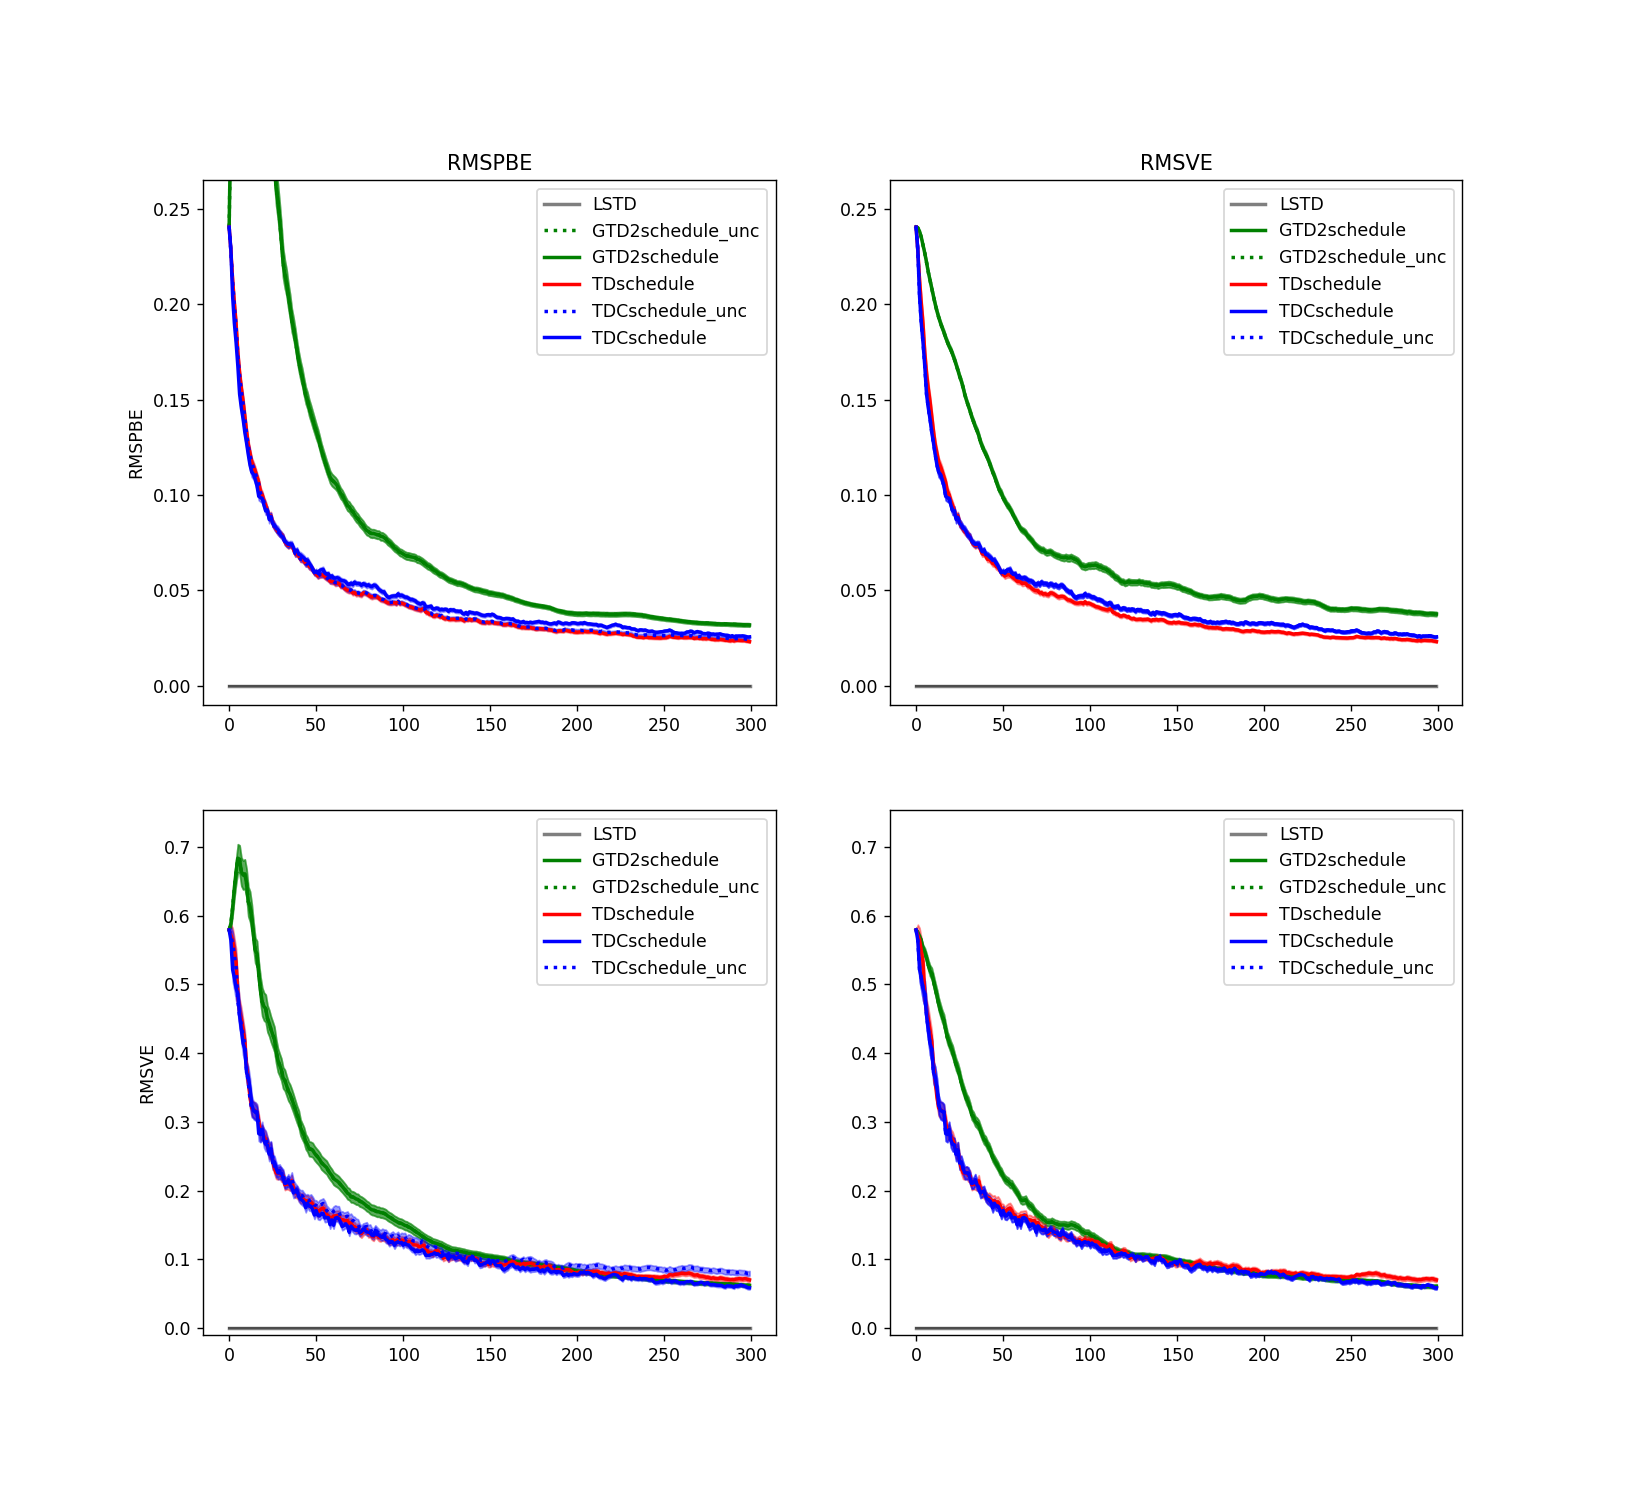 RMSPBE
RMSVE
RMSPBE
0.25
0.20
0.15
0.10
0.05
0.00
0 50 100 150 200 250 300
LSTD
GTD2schedule_unc
GTD2schedule
TDschedule
TDCschedule_unc
TDCschedule
0.25
0.20
0.15
0.10
0.05
0.00
0 50 100 150 200 250 300
LSTD
GTD2schedule
GTD2schedule_unc
TDschedule
TDCschedule
TDCschedule_unc
RMSVE
0.7
0.6
0.5
0.4
0.3
0.2
0.1
0.0
0 50 100 150 200 250 300
LSTD
GTD2schedule
GTD2schedule_unc
TDschedule
TDCschedule
TDCschedule_unc
0.7
0.6
0.5
0.4
0.3
0.2
0.1
0.0
0 50 100 150 200 250 300
LSTD
GTD2schedule
GTD2schedule_unc
TDschedule
TDCschedule
TDCschedule_unc